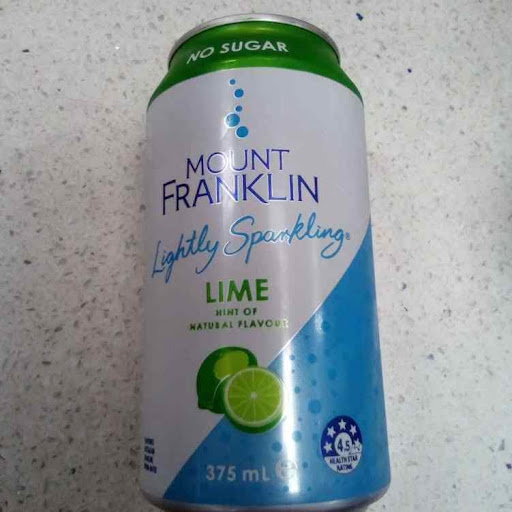 NO SUGAR
MOUNT
FRANKLIN
Lightly Sparkling®
LIME
HINT OF
NATURAL FLAVOUR
4.5
HEALTH STAR
RATING
375 mL e